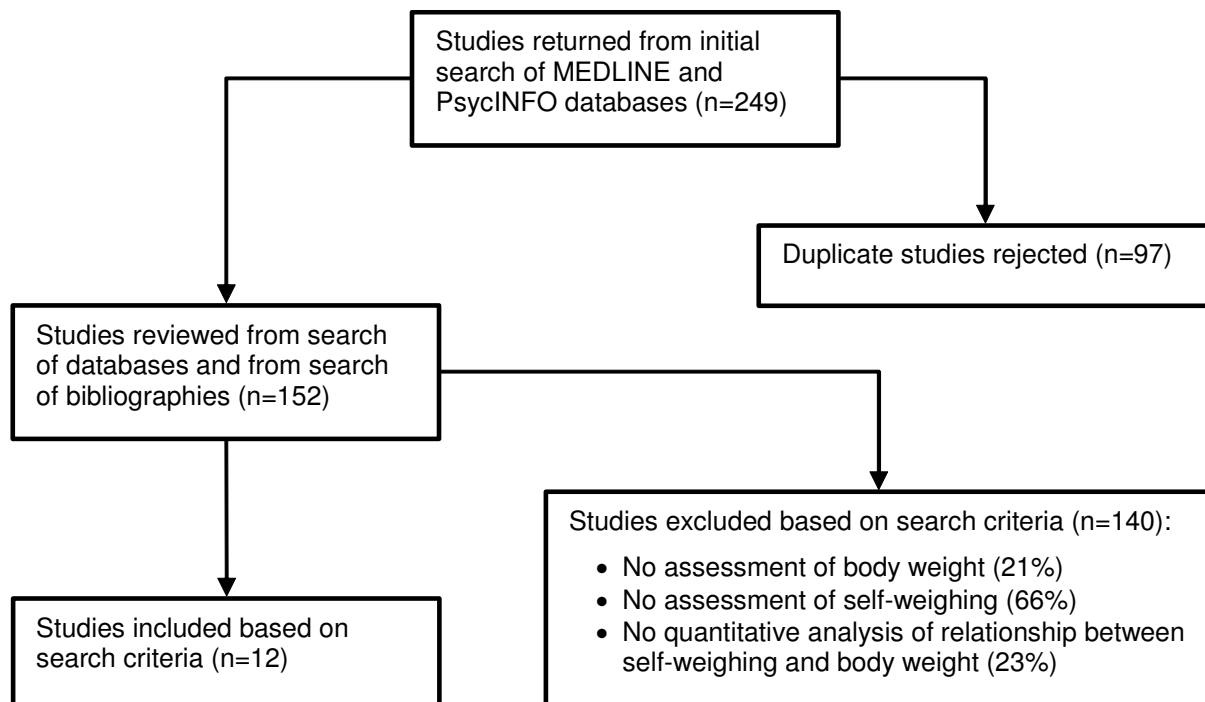 Studies returned from initial
search of MEDLINE and
PsycINFO databases (n=249)
Duplicate studies rejected (n=97)
Studies reviewed from search
of databases and from search
of bibliographies (n=152)
Studies excluded based on search criteria (n=140):
• No assessment of body weight (21%)
• No assessment of self-weighing (66%)
• No quantitative analysis of relationship between
self-weighing and body weight (23%)
Studies included based on
search criteria (n=12)